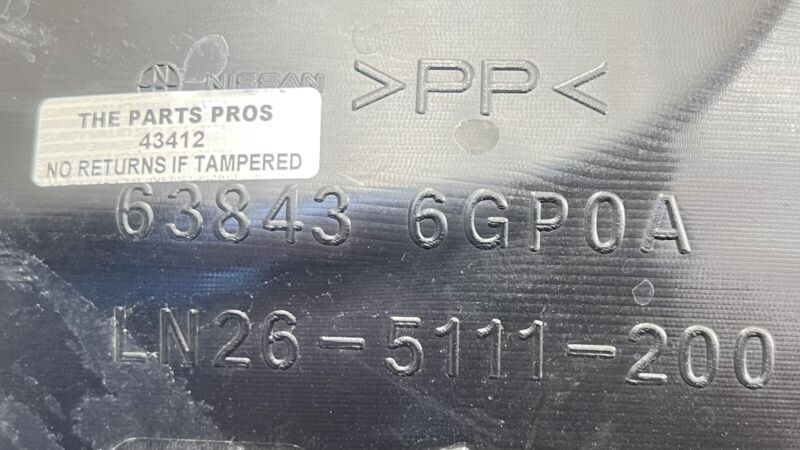 NISSAN >PP<
THE PARTS PROS
43412
NO RETURNS IF TAMPERED
63843 6GP0A
LN26-5111-200